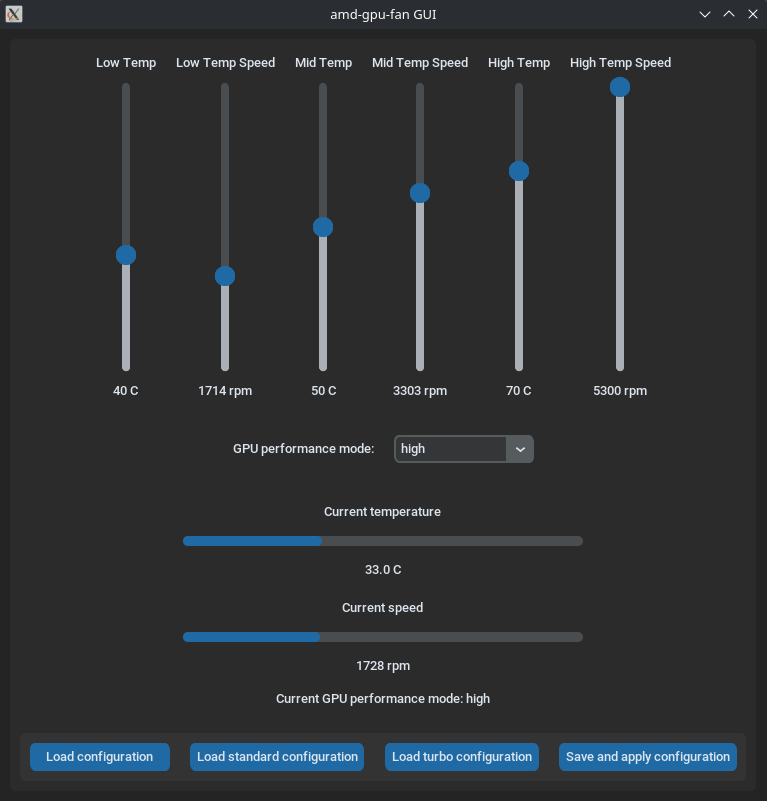 amd-gpu-fan GUI
Low Temp Low Temp Speed Mid Temp Mid Temp Speed High Temp High Temp Speed
40 C 1714 rpm 50 C 3303 rpm 70 C 5300 rpm
GPU performance mode: high
Current temperature
33.0 C
Current speed
1728 rpm
Current GPU performance mode: high
Load configuration Load standard configuration Load turbo configuration Save and apply configuration